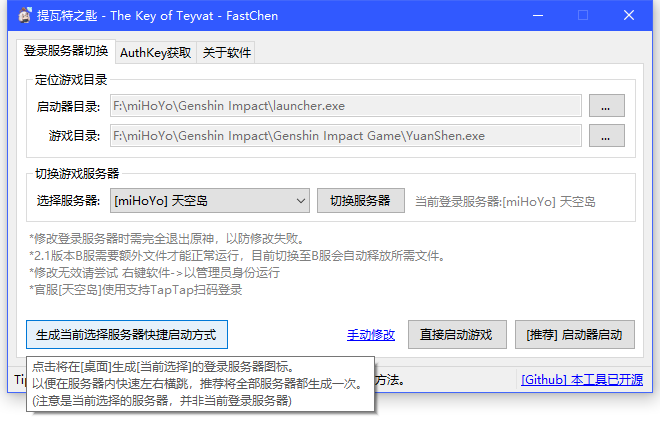 提瓦特之匙 - The Key of Teyvat - FastChen
登录服务器切换 AuthKey获取 关于软件
定位游戏目录
启动器目录: F:\miHoYo\Genshin Impact\launcher.exe ...
游戏目录: F:\miHoYo\Genshin Impact\Genshin Impact Game\YuanShen.exe ...
切换游戏服务器
选择服务器: [miHoYo] 天空岛 切换服务器 当前登录服务器:[miHoYo] 天空岛
*修改登录服务器时需完全退出原神，以防修改失败。
*2.1版本B服需要额外文件才能正常运行，目前切换至B服会自动释放所需文件。
*修改无效请尝试 右键软件->以管理员身份运行
*官服[天空岛]使用支持TapTap扫码登录
生成当前选择服务器快捷启动方式 手动修改 直接启动游戏 [推荐] 启动器启动
点击将在[桌面]生成[当前选择]的登录服务器图标。
以便在服务器内快速左右横跳，推荐将全部服务器都生成一次。
(注意是当前选择的服务器，并非当前登录服务器)
Tip 方法。 [Github] 本工具已开源